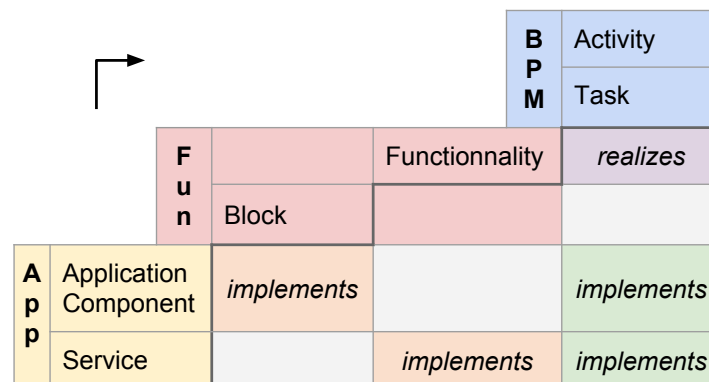 B
P
M
Activity
Task
F
u
n
Functionnality
realizes
Block
A
p
p
Application
Component
implements
implements
Service
implements
implements